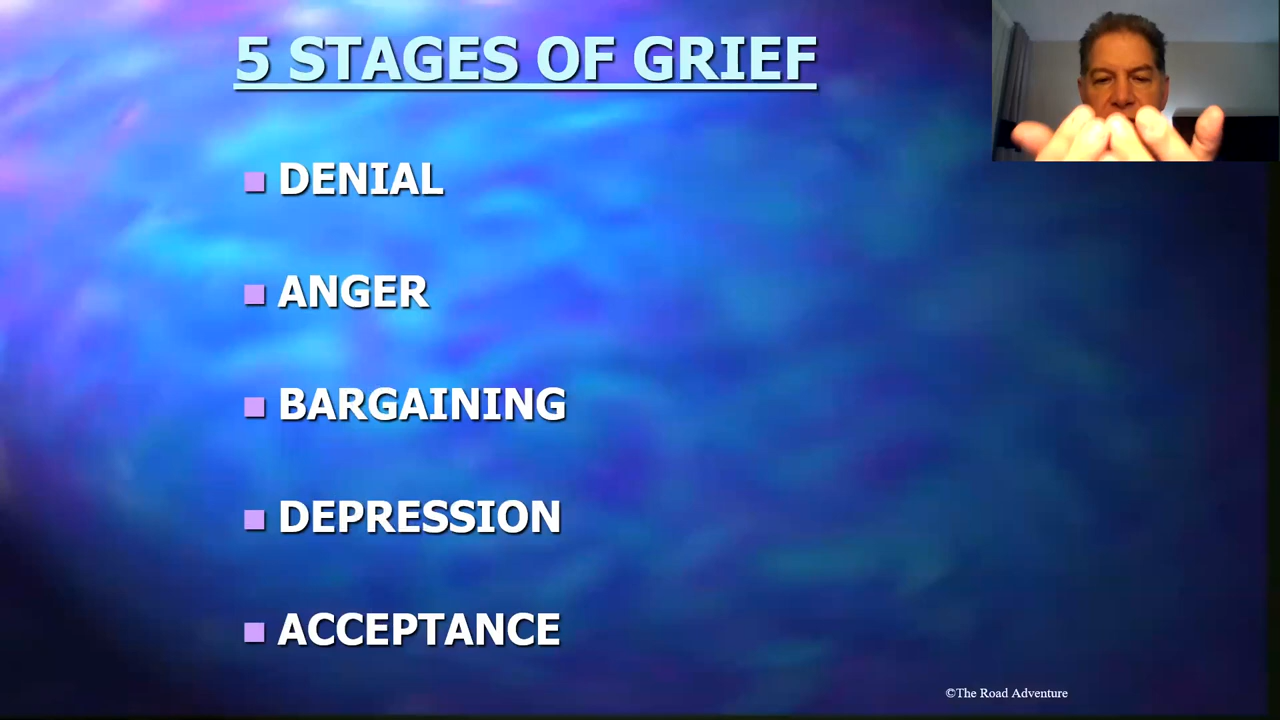 5 STAGES OF GRIEF
DENIAL
ANGER
BARGAINING
DEPRESSION
ACCEPTANCE
©The Road Adventure